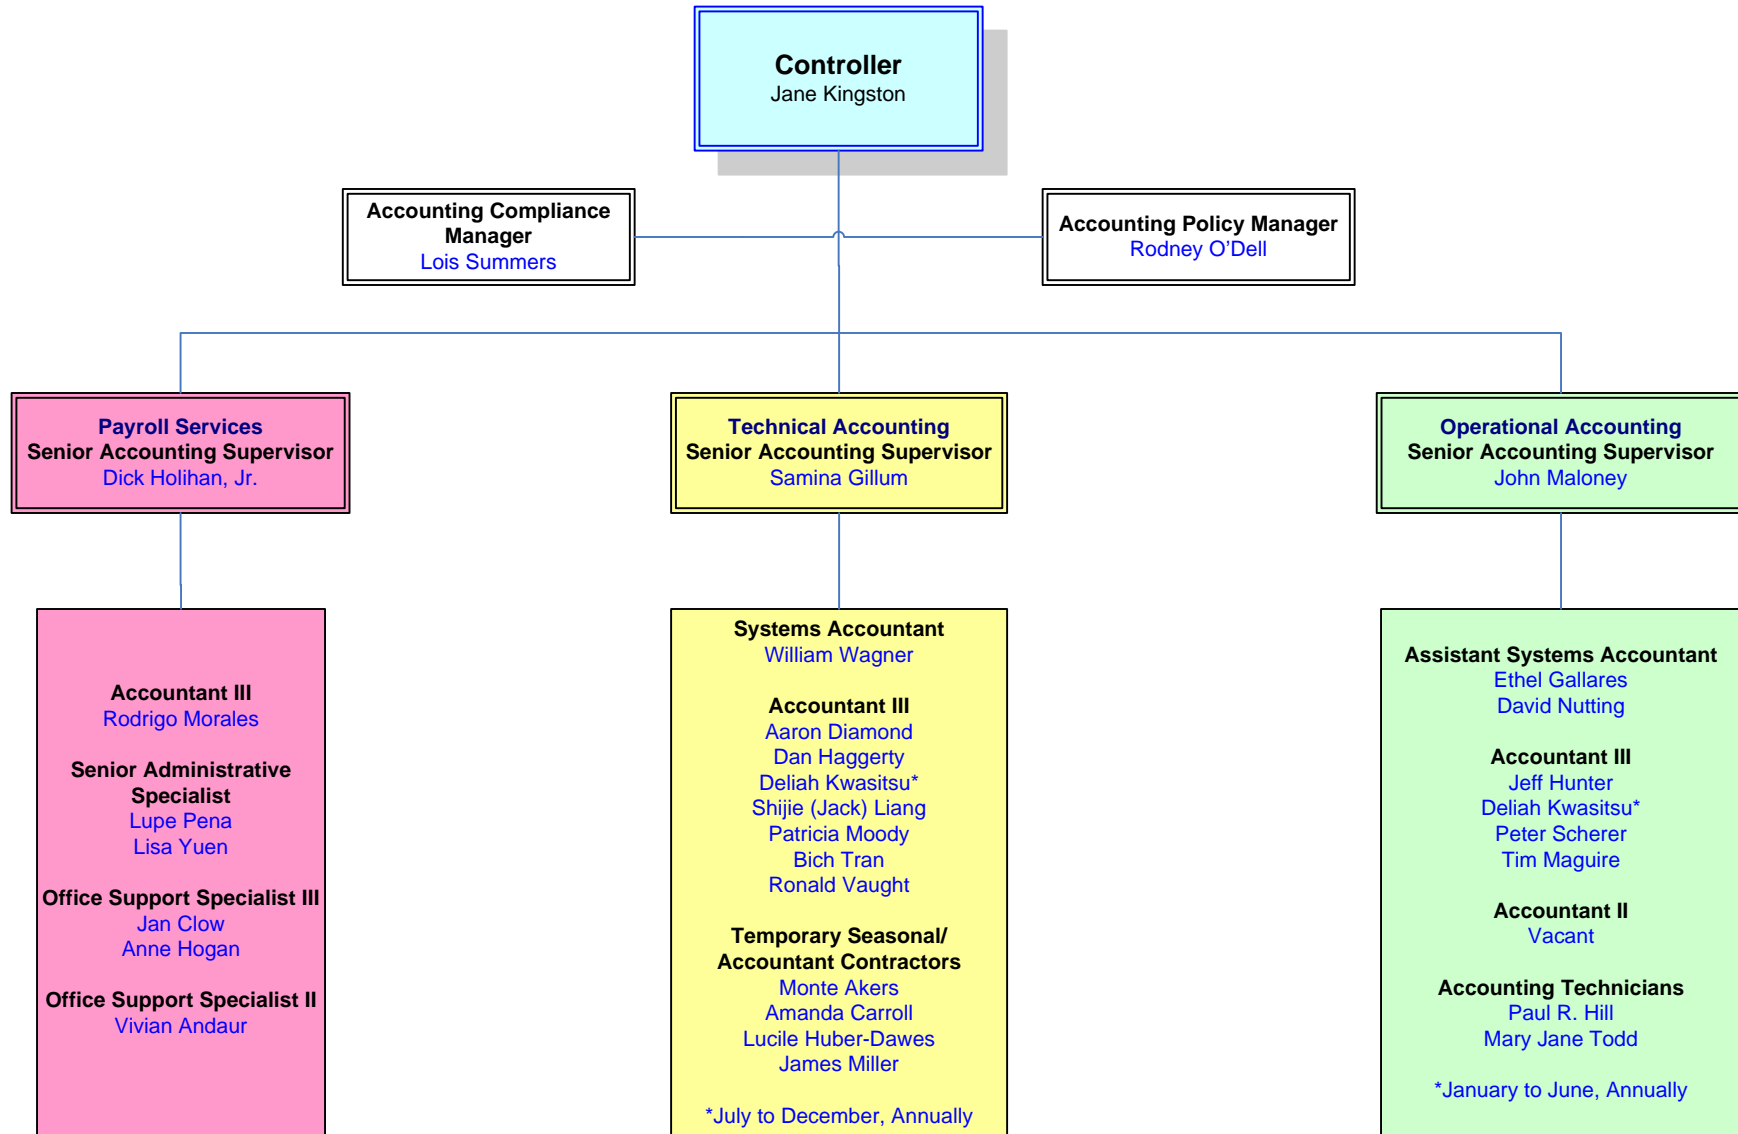 Controller
Jane Kingston
Accounting Compliance
Manager
Lois Summers
Accounting Policy Manager
Rodney O’Dell
Payroll Services
Senior Accounting Supervisor
Dick Holihan, Jr.
Technical Accounting
Senior Accounting Supervisor
Samina Gillum
Operational Accounting
Senior Accounting Supervisor
John Maloney
Accountant III
Rodrigo Morales
Senior Administrative
Specialist
Lupe Pena
Lisa Yuen
Office Support Specialist III
Jan Clow
Anne Hogan
Office Support Specialist II
Vivian Andaur
Systems Accountant
William Wagner
Accountant III
Aaron Diamond
Dan Haggerty
Deliah Kwasitsu*
Shijie (Jack) Liang
Patricia Moody
Bich Tran
Ronald Vaught
Temporary Seasonal/
Accountant Contractors
Monte Akers
Amanda Carroll
Lucile Huber-Dawes
James Miller
*July to December, Annually
Assistant Systems Accountant
Ethel Gallares
David Nutting
Accountant III
Jeff Hunter
Deliah Kwasitsu*
Peter Scherer
Tim Maguire
Accountant II
Vacant
Accounting Technicians
Paul R. Hill
Mary Jane Todd
*January to June, Annually